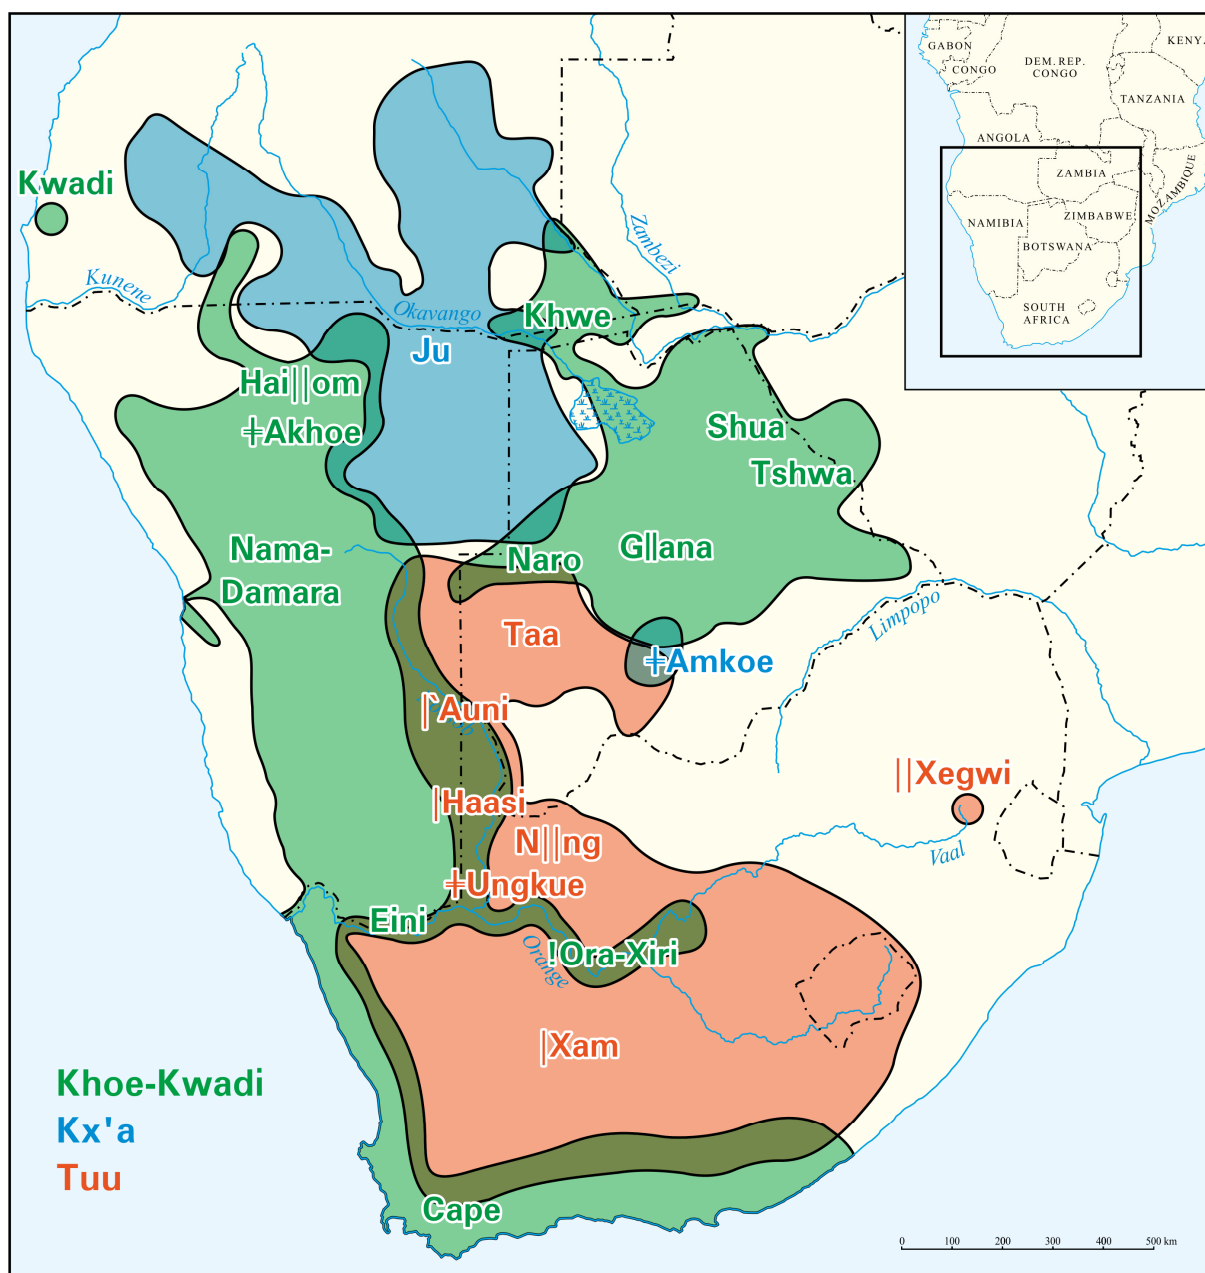 GABON
CONGO
DEM. REP.
CONGO
TANZANIA
ANGOLA
ZAMBIA
MOZAMBIQUE
NAMIBIA
ZIMBABWE
BOTSWANA
SOUTH
AFRICA
KENY
Kwadi
Kunene
Zambezi
Okavango
Khwe
Ju
Hai||om
ǂAkhoe
Shua
Tshwa
Nama-
Damara
Naro
G||ana
Limpopo
Taa
ǂAmkoe
|`Auni
||Xegwi
|Haasi
N||ng
Vaal
ǂUngkue
Eini
Orange
!Ora-Xiri
|Xam
Khoe-Kwadi
Kx'a
Tuu
Cape
0 100 200 300 400 500 km